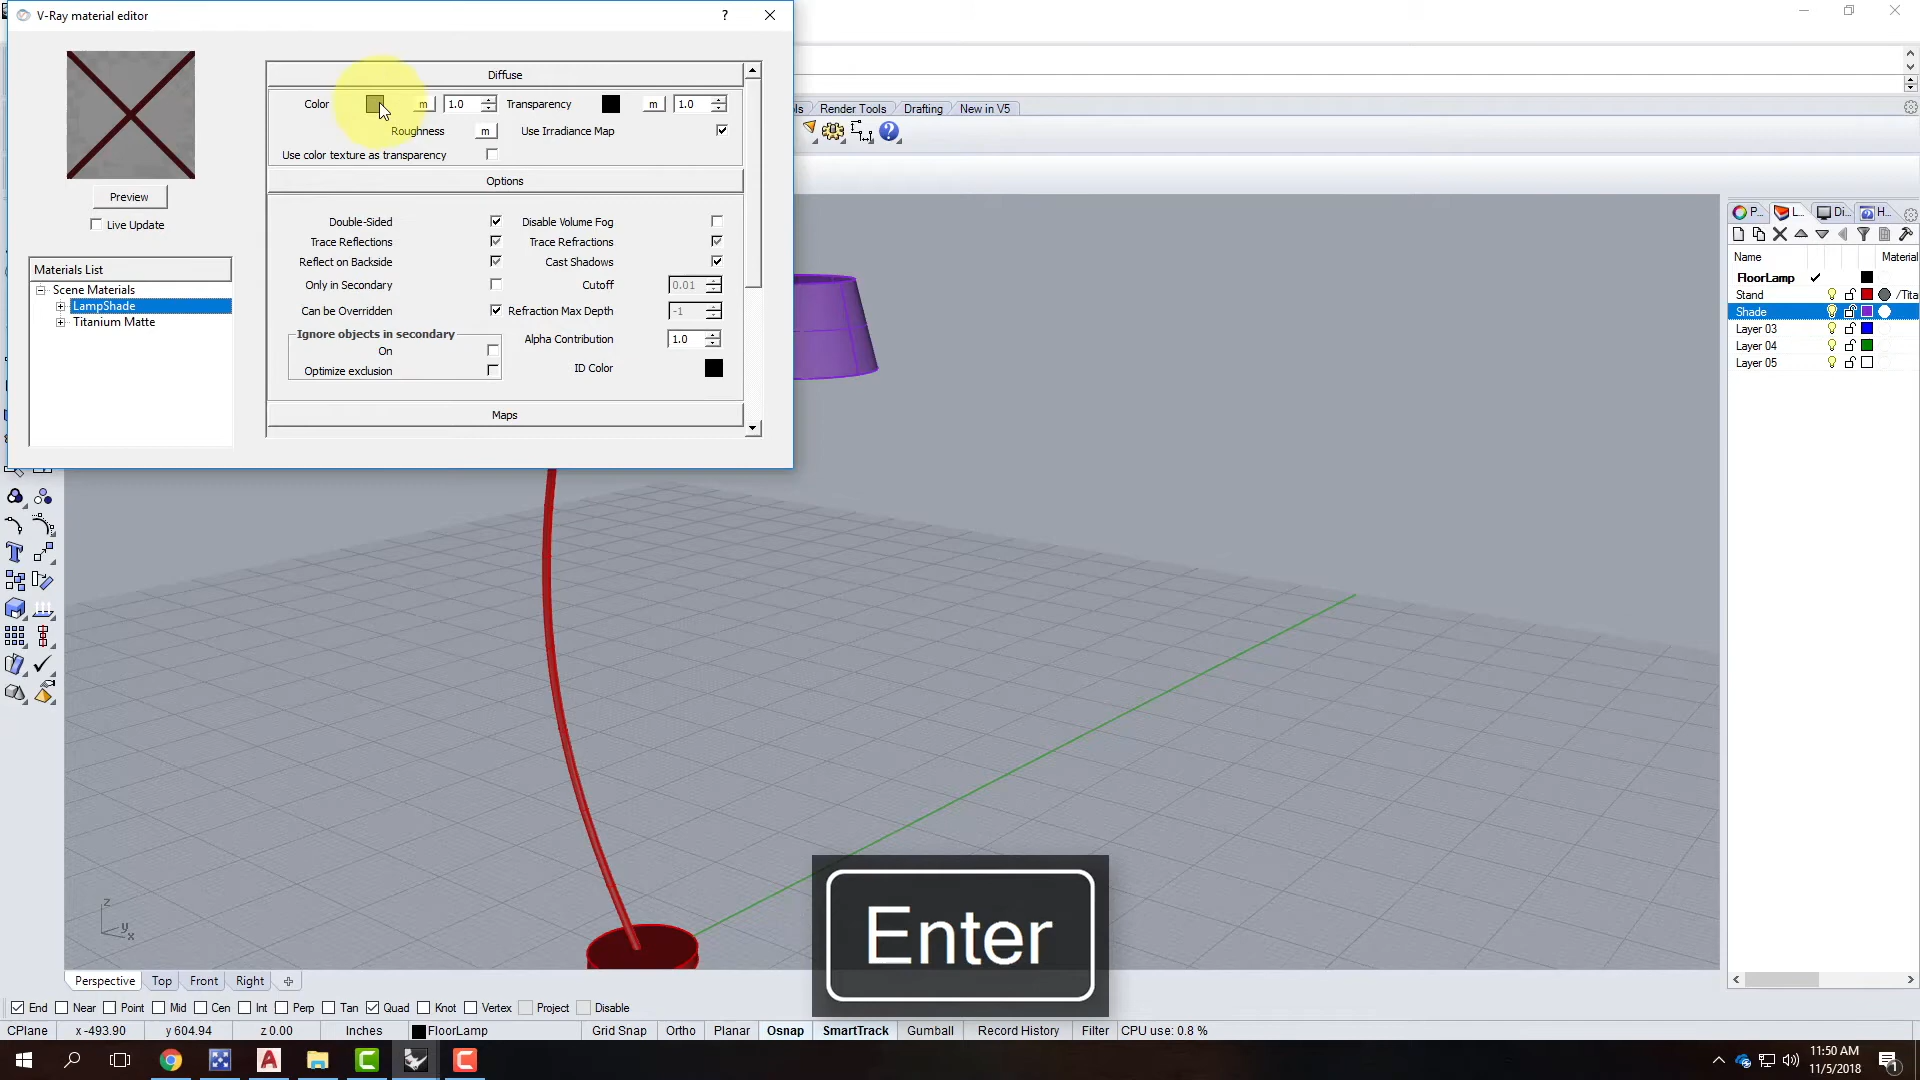 V-Ray material editor
?
Diffuse
Color m 1.0 Transparency m 1.0
Roughness m Use Irradiance Map
Use color texture as transparency
Preview
Live Update
Options
Double-Sided Disable Volume Fog
Trace Reflections Trace Refractions
Reflect on Backside Cast Shadows
Only in Secondary Cutoff 0.01
Can be Overridden Refraction Max Depth -1
Ignore objects in secondary
On Alpha Contribution 1.0
Optimize exclusion ID Color
Maps
Materials List
Scene Materials
LampShade
Titanium Matte
Render Tools Drafting New in V5
P... L... Di... H...
Name Material
FloorLamp
Stand /Tita
Shade
Layer 03
Layer 04
Layer 05
z
y
x
Enter
Perspective Top Front Right
End Near Point Mid Cen Int Perp Tan Quad Knot Vertex Project Disable
CPlane x -493.90 y 604.94 z 0.00 Inches FloorLamp Grid Snap Ortho Planar Osnap SmartTrack Gumball Record History Filter CPU use: 0.8 %
11:50 AM
11/5/2018
1